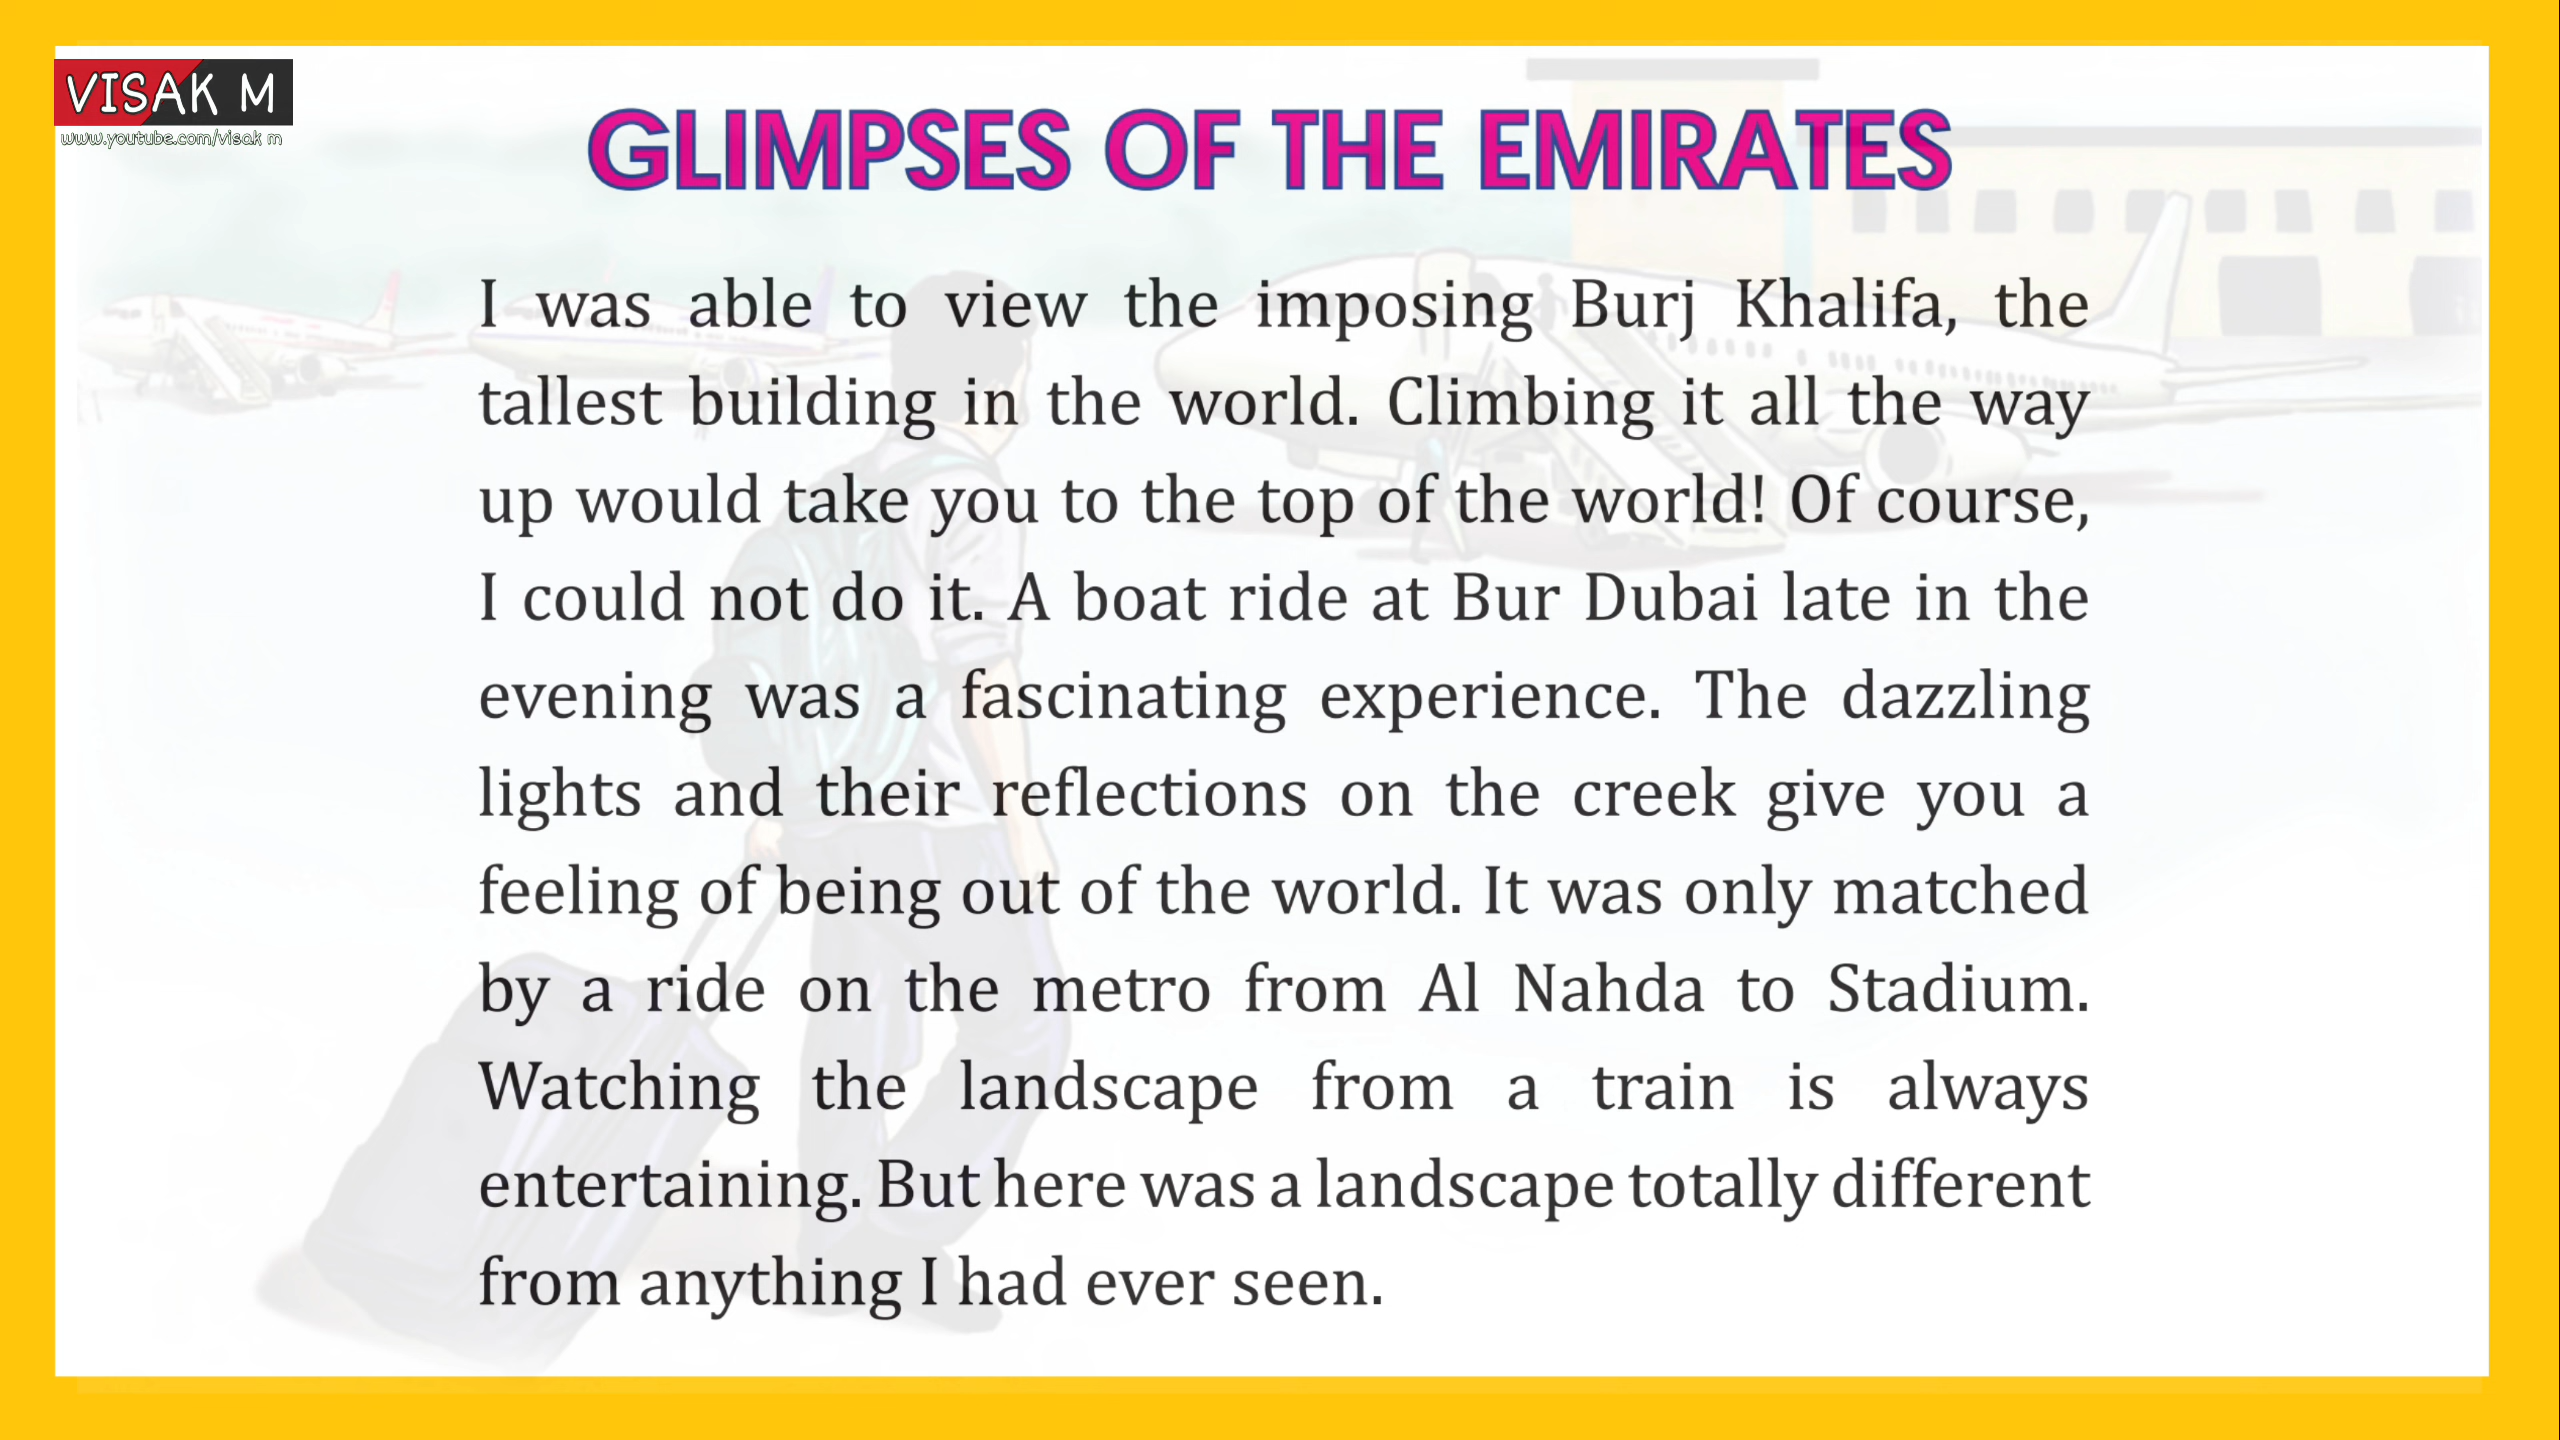 VISAK M
www.youtube.com/visak m
GLIMPSES OF THE EMIRATES
I was able to view the imposing Burj Khalifa, the
tallest building in the world. Climbing it all the way
up would take you to the top of the world! Of course,
I could not do it. A boat ride at Bur Dubai late in the
evening was a fascinating experience. The dazzling
lights and their reflections on the creek give you a
feeling of being out of the world. It was only matched
by a ride on the metro from Al Nahda to Stadium.
Watching the landscape from a train is always
entertaining. But here was a landscape totally different
from anything I had ever seen.